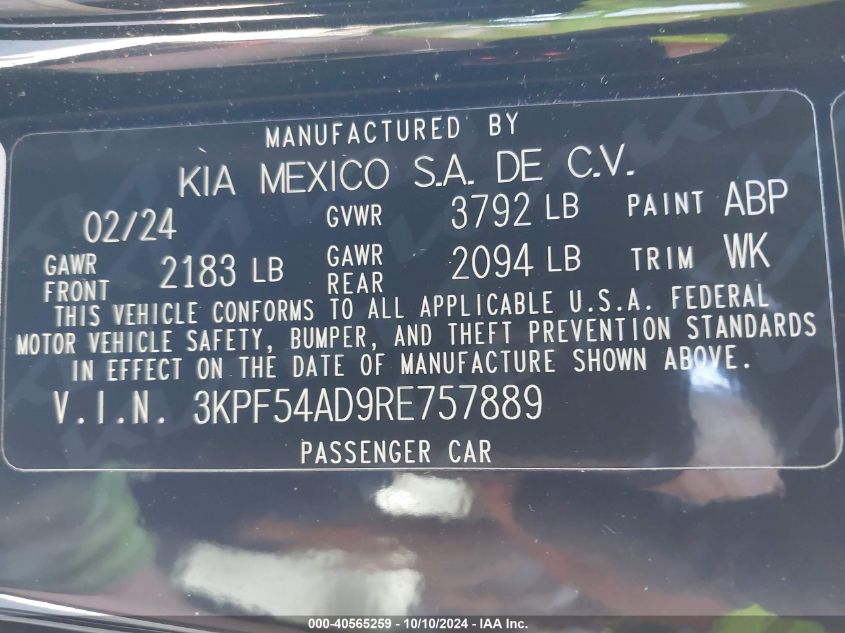 MANUFACTURED BY
KIA MEXICO S.A. DE C.V.
02/24 GVWR 3792 LB PAINT ABP
GAWR FRONT 2183 LB GAWR REAR 2094 LB TRIM WK
THIS VEHICLE CONFORMS TO ALL APPLICABLE U.S.A. FEDERAL
MOTOR VEHICLE SAFETY, BUMPER, AND THEFT PREVENTION STANDARDS
IN EFFECT ON THE DATE OF MANUFACTURE SHOWN ABOVE.
V.I.N. 3KPF54AD9RE757889
PASSENGER CAR
000-40565259 - 10/10/2024 - IAA Inc.